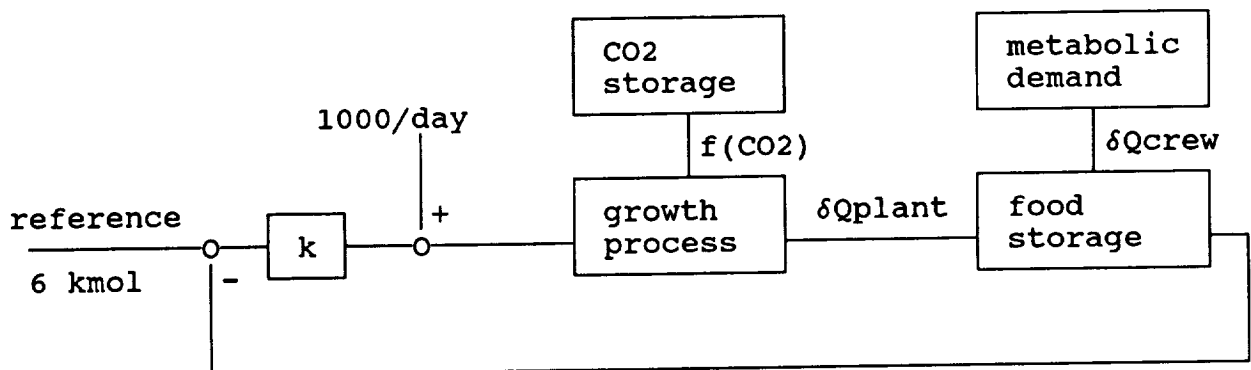 CO2
storage
metabolic
demand
1000/day
f(CO2)
δQcrew
reference
+
growth
process
δQplant
food
storage
k
6 kmol
-